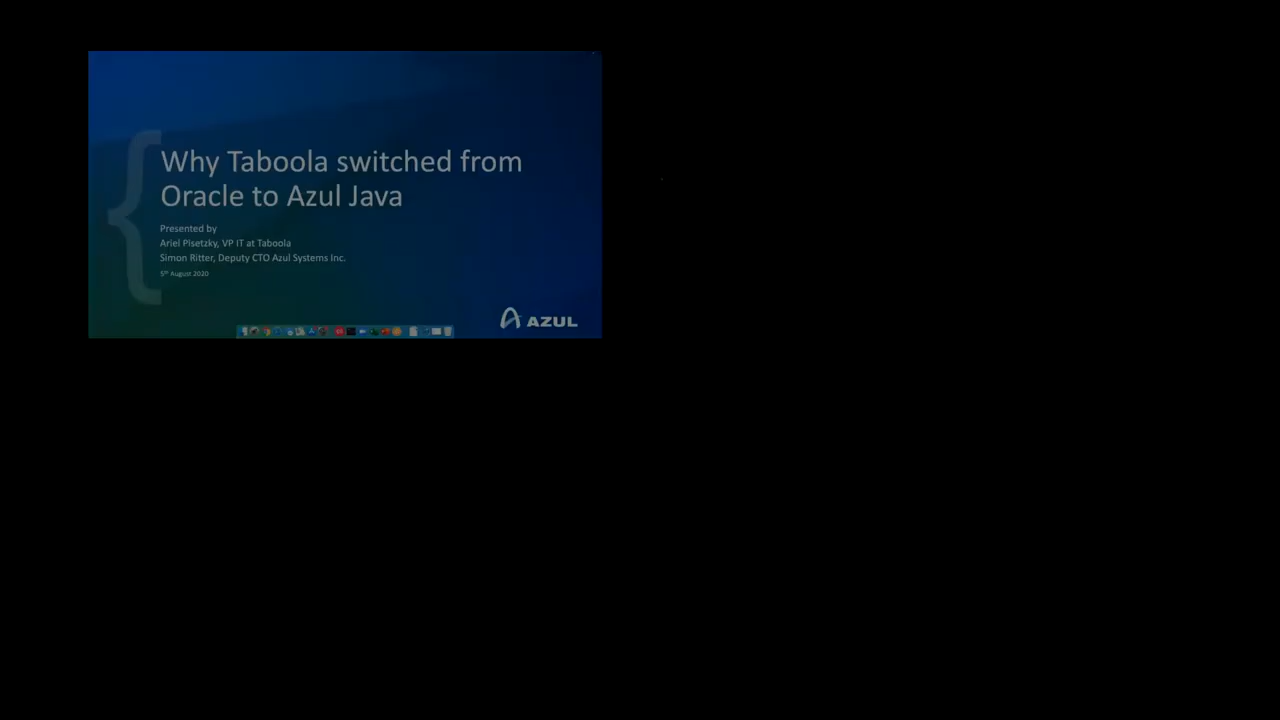 Why Taboola switched from
Oracle to Azul Java
Presented by
Ariel Pisetzky, VP IT at Taboola
Simon Ritter, Deputy CTO Azul Systems Inc.
5th August 2020
AZUL